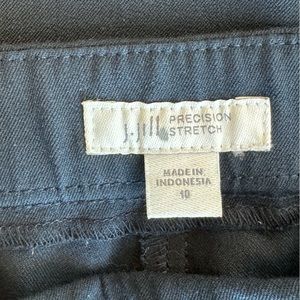 j.jill PRECISION
STRETCH
MADE IN
INDONESIA
10